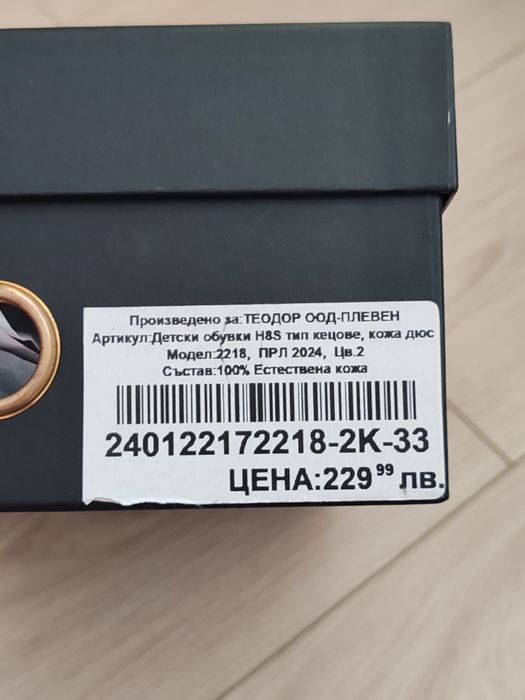 Произведено за:ТЕОДОР ООД-ПЛЕВЕН
Артикул:Детски обувки H&S тип кецове, кожа дюс
Модел:2218, ПРЛ 2024, Цв.2
Състав:100% Естествена кожа
240122172218-2K-33
ЦЕНА:229 99 лв.